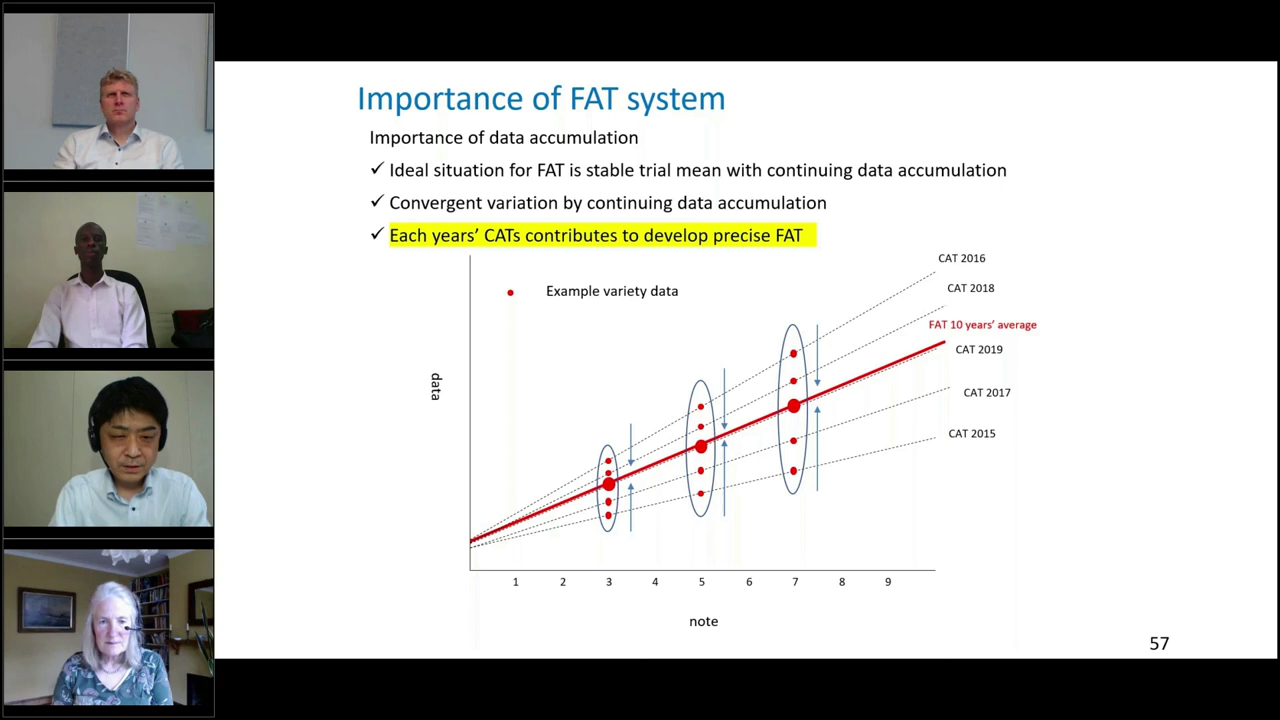 Importance of FAT system
Importance of data accumulation
✓ Ideal situation for FAT is stable trial mean with continuing data accumulation
✓ Convergent variation by continuing data accumulation
✓ Each years’ CATs contributes to develop precise FAT
CAT 2016
CAT 2018
Example variety data
FAT 10 years’ average
CAT 2019
data
CAT 2017
CAT 2015
1 2 3 4 5 6 7 8 9
note
57